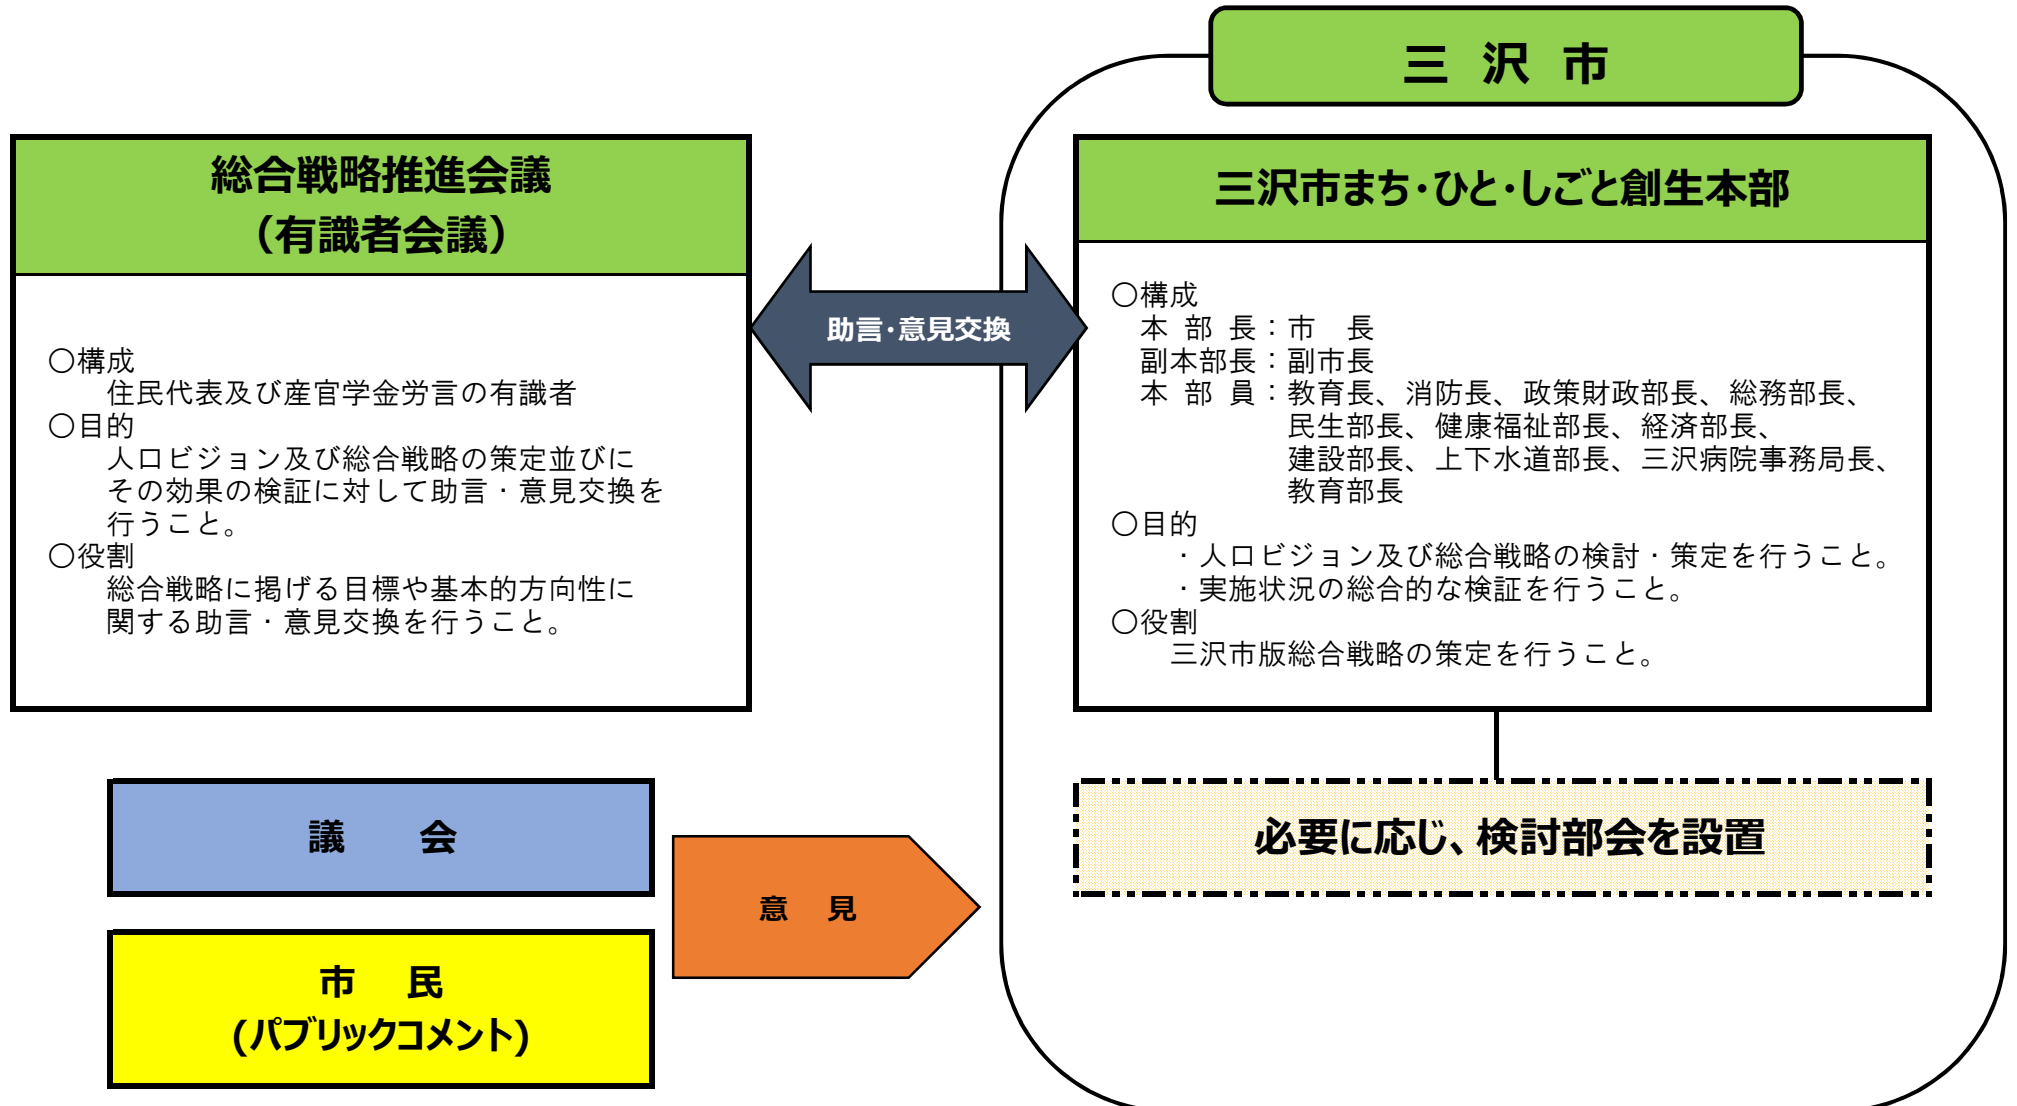 三 沢 市
総合戦略推進会議
（有識者会議）
〇構成
住民代表及び産官学金労言の有識者
〇目的
人口ビジョン及び総合戦略の策定並びに
その効果の検証に対して助言・意見交換を
行うこと。
〇役割
総合戦略に掲げる目標や基本的方向性に
関する助言・意見交換を行うこと。
助言・意見交換
三沢市まち・ひと・しごと創生本部
〇構成
本 部 長：市　長
副本部長：副市長
本 部 員：教育長、消防長、政策財政部長、総務部長、
民生部長、健康福祉部長、経済部長、
建設部長、上下水道部長、三沢病院事務局長、
教育部長
〇目的
・人口ビジョン及び総合戦略の検討・策定を行うこと。
・実施状況の総合的な検証を行うこと。
〇役割
三沢市版総合戦略の策定を行うこと。
必要に応じ、検討部会を設置
議　会
市　民
(パブリックコメント)
意　見